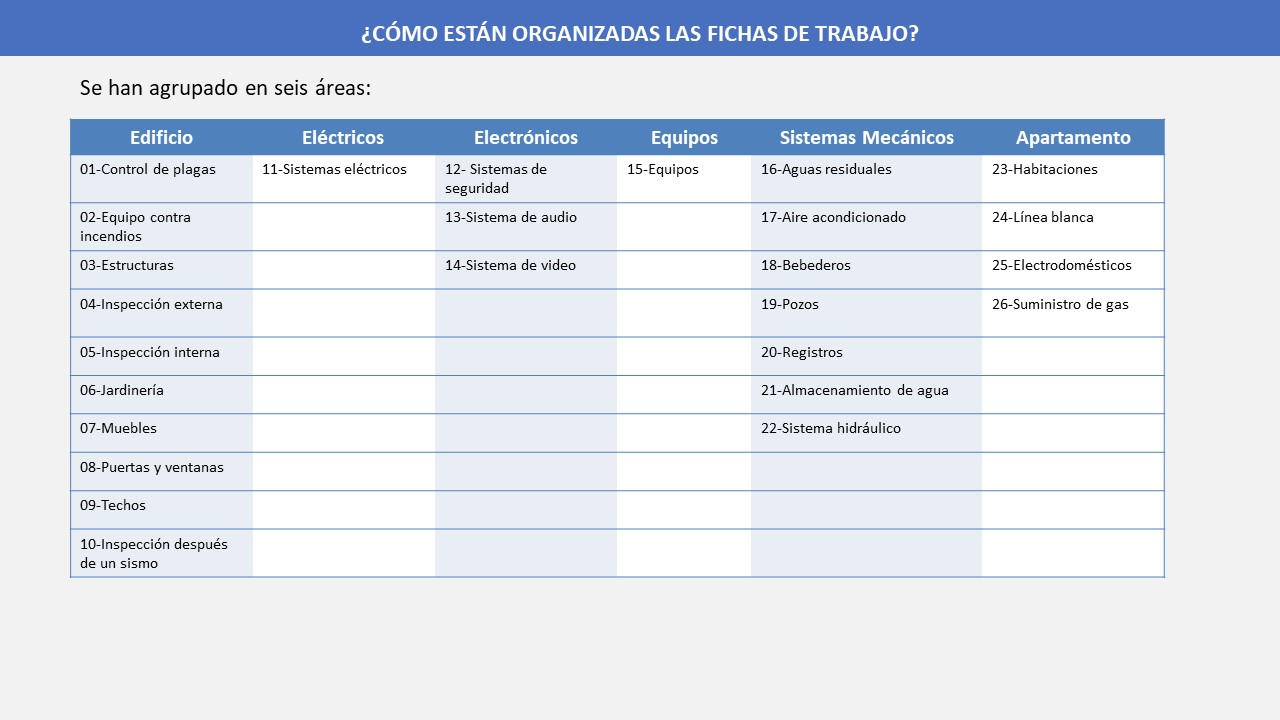 ¿CÓMO ESTÁN ORGANIZADAS LAS FICHAS DE TRABAJO?
Se han agrupado en seis áreas:
Edificio Eléctricos Electrónicos Equipos Sistemas Mecánicos Apartamento
01-Control de plagas 11-Sistemas eléctricos 12- Sistemas de 15-Equipos 16-Aguas residuales 23-Habitaciones
seguridad
02-Equipo contra 13-Sistema de audio 17-Aire acondicionado 24-Línea blanca
incendios
03-Estructuras 14-Sistema de video 18-Bebederos 25-Electrodomésticos
04-Inspección externa 19-Pozos 26-Suministro de gas
05-Inspección interna 20-Registros
06-Jardinería 21-Almacenamiento de agua
07-Muebles 22-Sistema hidráulico
08-Puertas y ventanas
09-Techos
10-Inspección después
de un sismo